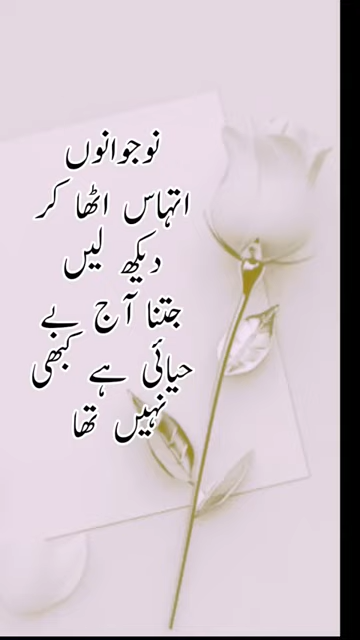 نوجوانوں
اتہاس اٹھا کر
دیکھ لیں
جتنا آج بے
حیائی ہے کبھی
نہیں تھا